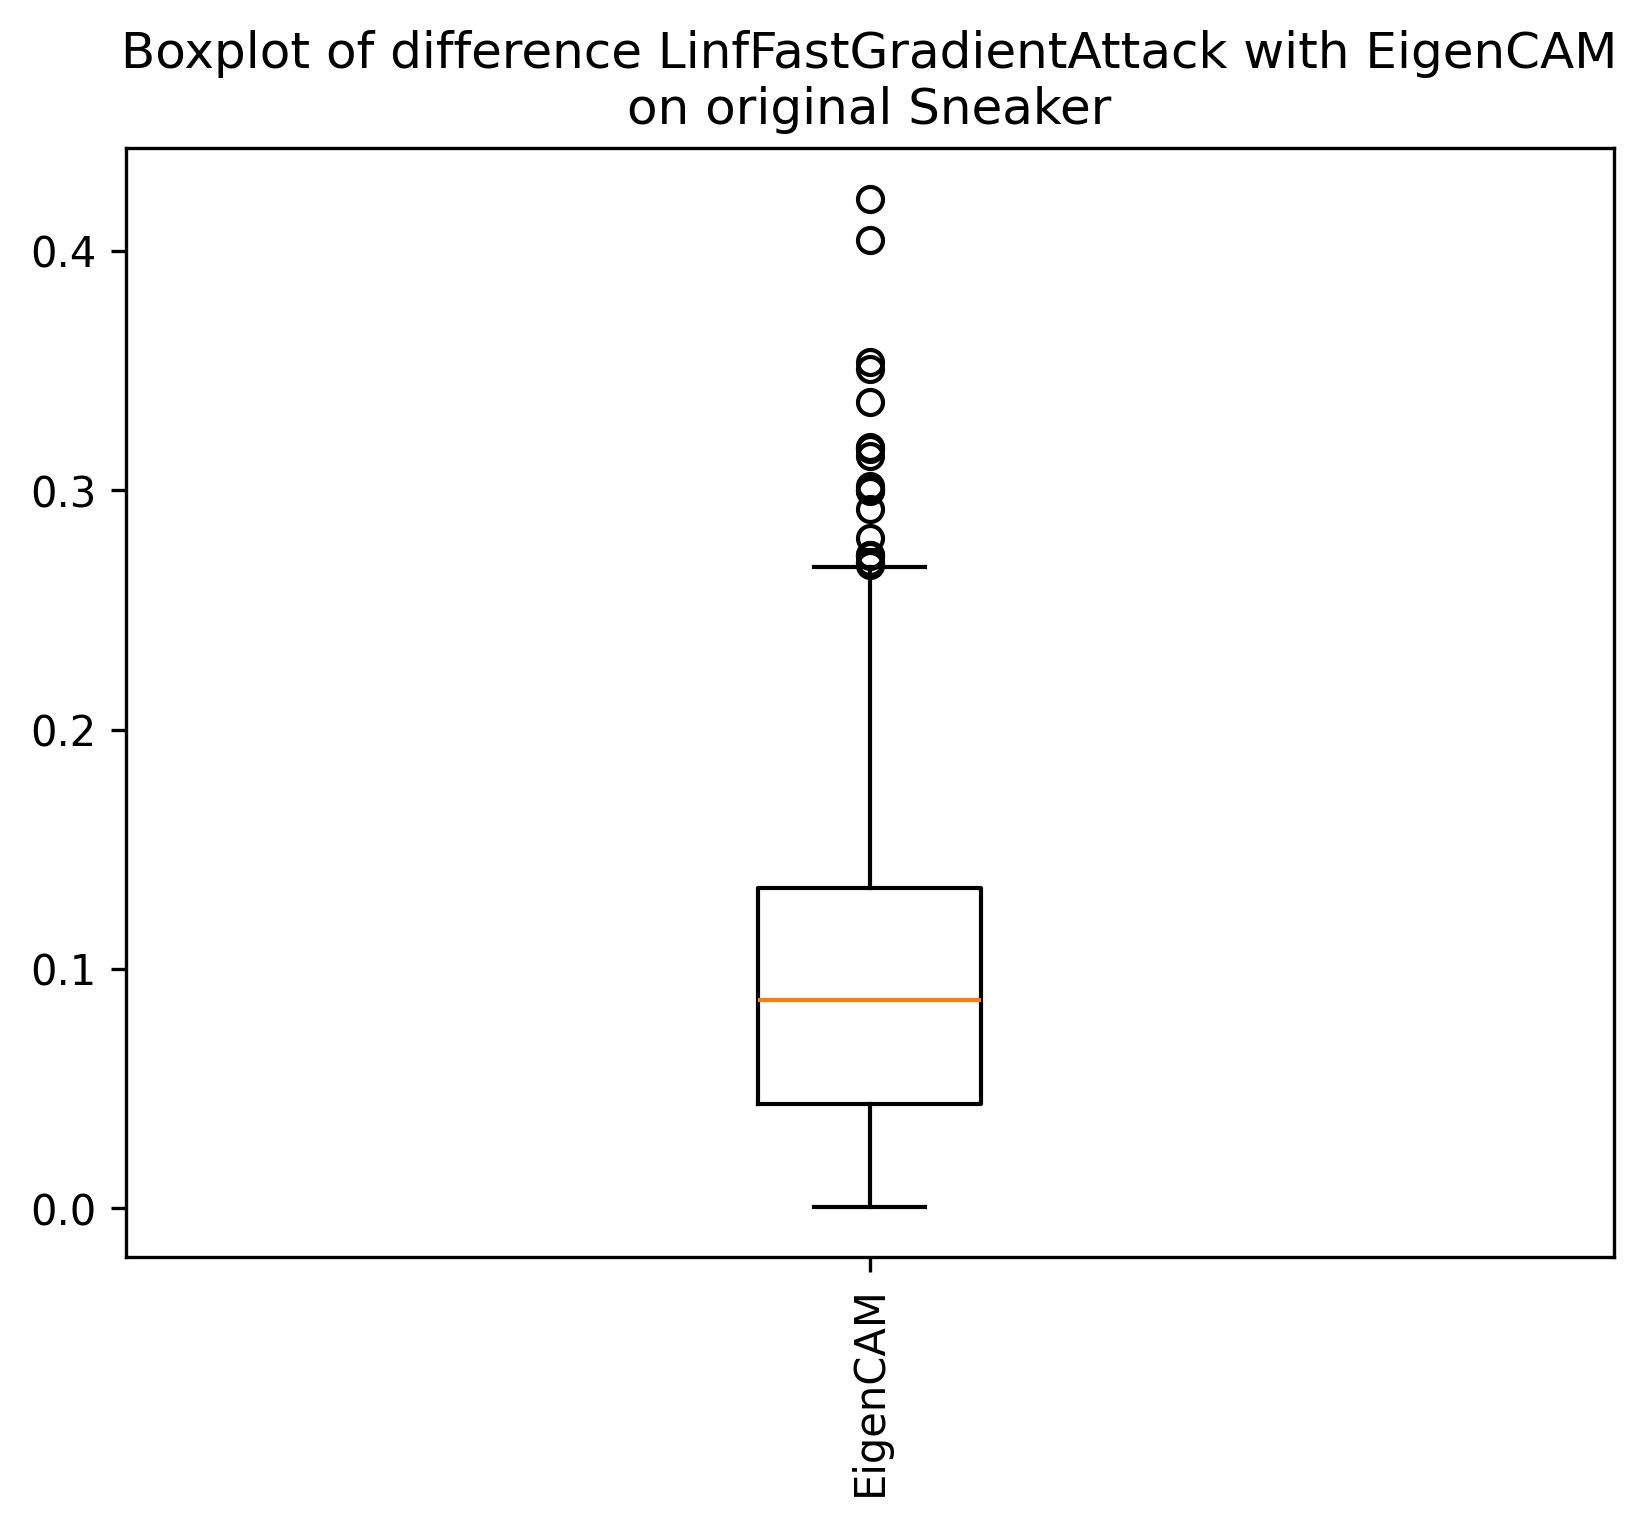 Boxplot of difference LinfFastGradientAttack with EigenCAM
on original Sneaker
0.4
0.3
0.2
0.1
0.0
EigenCAM